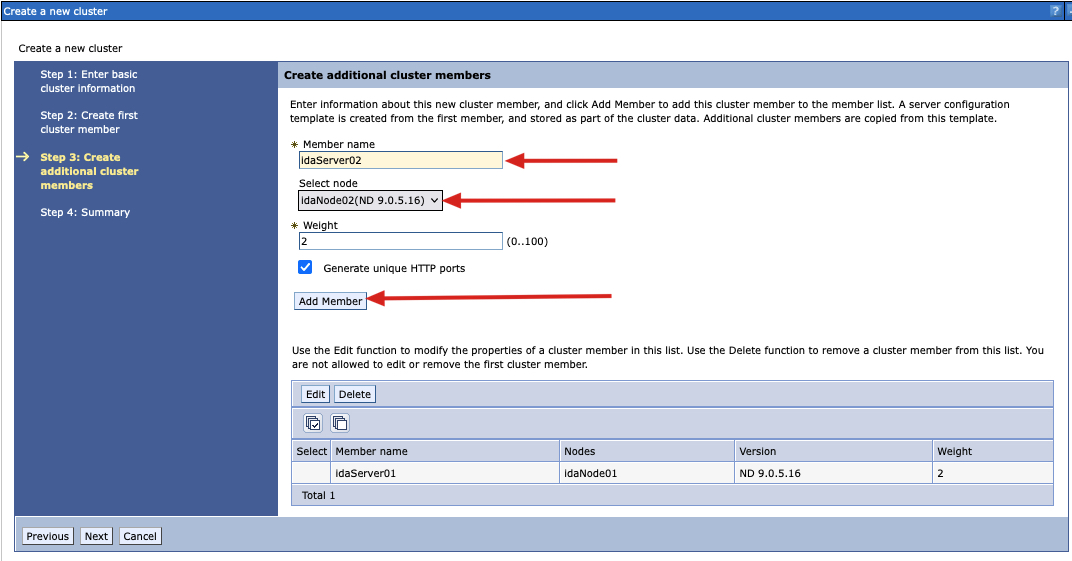 Create a new cluster
?
Create a new cluster
Step 1: Enter basic
cluster information
Step 2: Create first
cluster member
Step 3: Create
additional cluster
members
Step 4: Summary
Create additional cluster members
Enter information about this new cluster member, and click Add Member to add this cluster member to the member list. A server configuration
template is created from the first member, and stored as part of the cluster data. Additional cluster members are copied from this template.
* Member name
idaServer02
Select node
idaNode02(ND 9.0.5.16)
* Weight
2 (0..100)
Generate unique HTTP ports
Add Member
Use the Edit function to modify the properties of a cluster member in this list. Use the Delete function to remove a cluster member from this list. You
are not allowed to edit or remove the first cluster member.
Edit Delete
Select Member name Nodes Version Weight
idaServer01 idaNode01 ND 9.0.5.16 2
Total 1
Previous Next Cancel